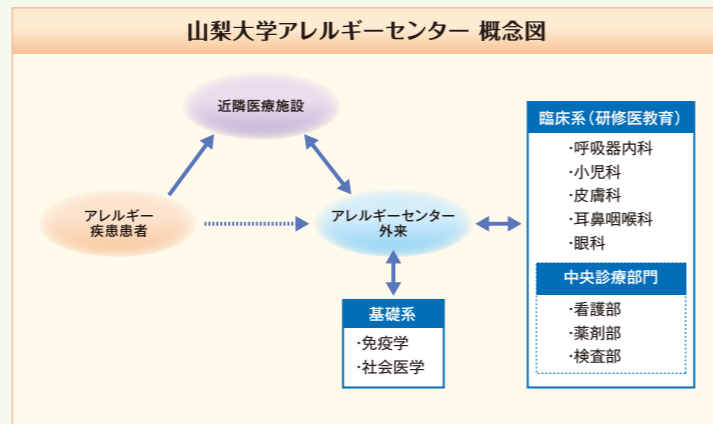 山梨大学アレルギーセンター 概念図
近隣医療施設
アレルギー
疾患患者
アレルギーセンター
外来
臨床系（研修医教育）
・呼吸器内科
・小児科
・皮膚科
・耳鼻咽喉科
・眼科
中央診療部門
・看護部
・薬剤部
・検査部
基礎系
・免疫学
・社会医学